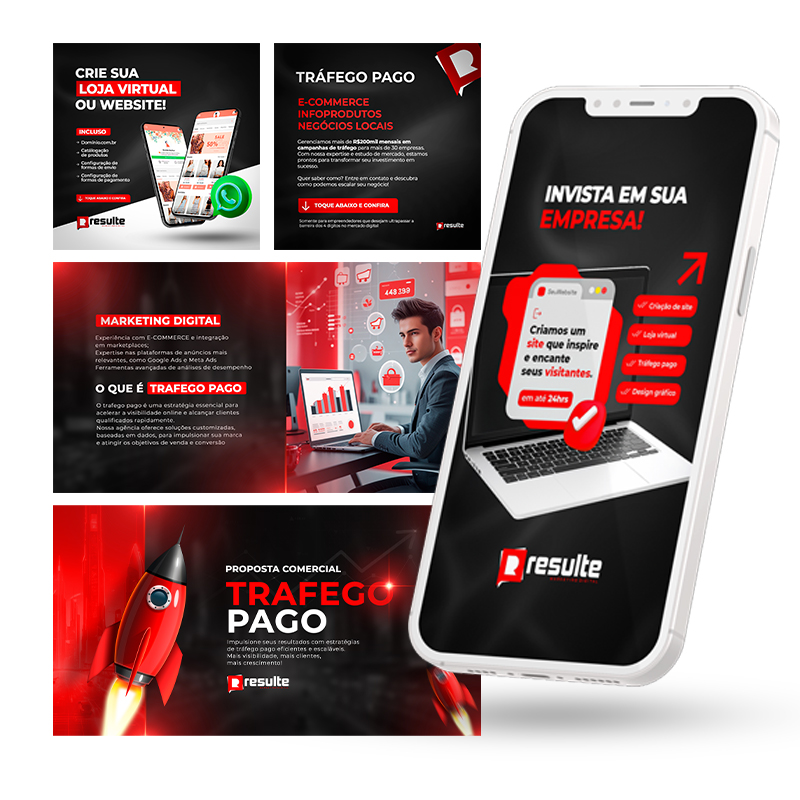 CRIE SUA
LOJA VIRTUAL
OU WEBSITE!
INCLUSO
Domínio.com.br
Catálogação
de produtos
Configuração de
formas de envio
Configuração de
formas de pagamento
TOQUE ABAIXO E CONFIRA
resulte
SALE
50%
TRÁFEGO PAGO
E-COMMERCE
INFOPRODUTOS
NEGÓCIOS LOCAIS
Gerenciamos mais de R$200mil mensais em
campanhas de tráfego para mais de 30 empresas.
Com nossa expertise e estudo de mercado, estamos
prontos para transformar seu investimento em
sucesso.
Quer saber como? Entre em contato e descubra
como podemos escalar seu negócio!
TOQUE ABAIXO E CONFIRA
Somente para empreendedores que desejam ultrapassar a
barreira dos 4 dígitos no mercado digital
resulte
MARKETING DIGITAL
Experiência com E-COMMERCE e integração
em marketplaces;
Expertise nas plataformas de anúncios mais
relevantes, como Google Ads e Meta Ads
Ferramentas avançadas de análises de desempenho
O QUE É TRAFEGO PAGO
O trafego pago é uma estratégia essencial para
acelerar a visibilidade online e alcançar clientes
qualificados rapidamente.
Nossa agência oferece soluções customizadas,
baseadas em dados, para impulsionar sua marca
e atingir os objetivos de venda e conversão
PROPOSTA COMERCIAL
TRAFEGO
PAGO
Impulsione seus resultados com estratégias
de tráfego pago eficientes e escaláveis.
Mais visibilidade, mais clientes,
mais crescimento!
resulte
INVISTA EM SUA
EMPRESA!
SeuWebsite
Criamos um
site que inspire
e encante
seus visitantes.
em até 24hrs
Criação de site
Loja virtual
Tráfego pago
Design gráfico
resulte